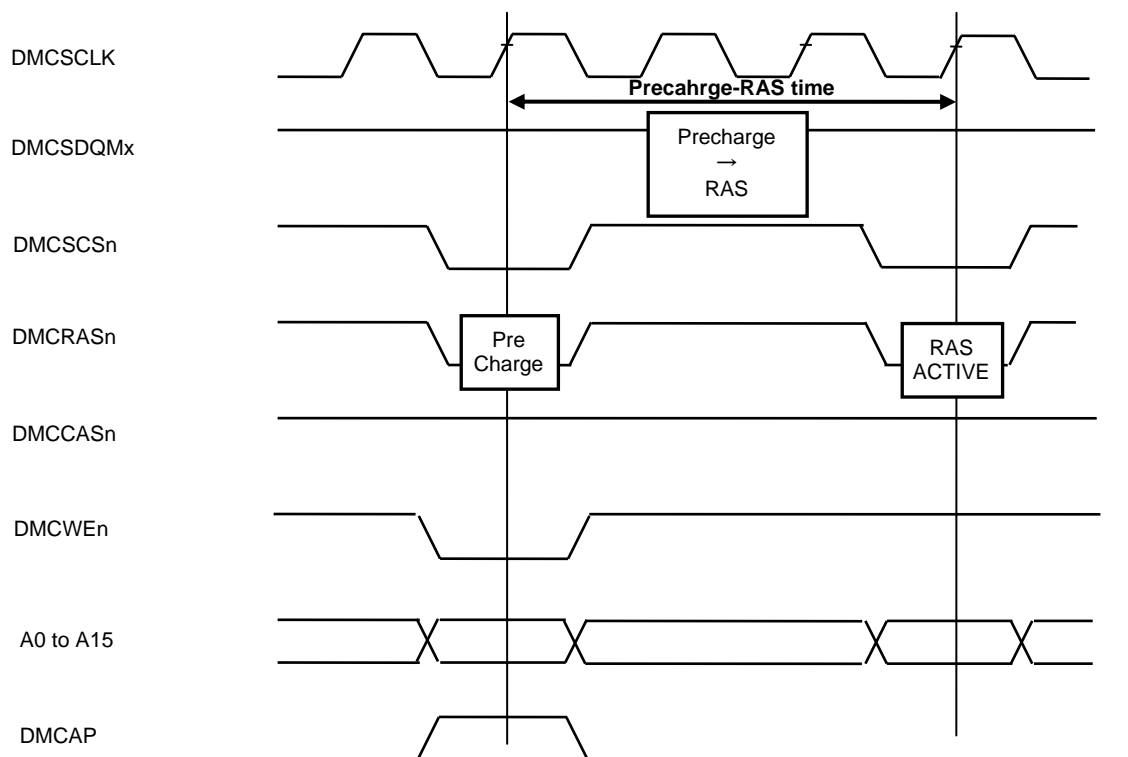 DMCSCLK
Precahrge-RAS time
DMCSDQMx
Precharge
→
RAS
DMCSCSn
DMCRASn
Pre
Charge
RAS
ACTIVE
DMCCASn
DMCWEn
A0 to A15
DMCAP